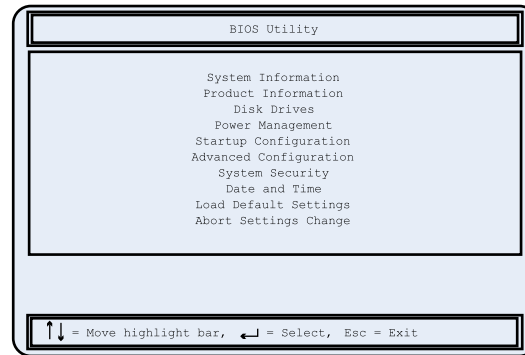 BIOS Utility
System Information
Product Information
Disk Drives
Power Management
Startup Configuration
Advanced Configuration
System Security
Date and Time
Load Default Settings
Abort Settings Change
↑↓ = Move highlight bar, ↵ = Select, Esc = Exit